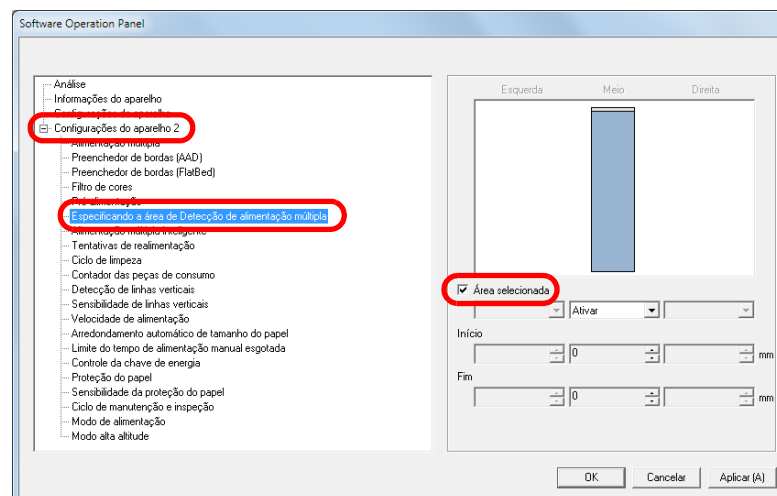 Software Operation Panel
Análise
Informações do aparelho
Configurações do aparelho
Configurações do aparelho 2
Alimentação múltipla
Preenchedor de bordas (AAD)
Preenchedor de bordas (FlatBed)
Filtro de cores
Pré-alimentação
Especificando a área de Detecção de alimentação múltipla
Alimentação múltipla inteligente
Tentativas de realimentação
Ciclo de limpeza
Contador das peças de consumo
Detecção de linhas verticais
Sensibilidade de linhas verticais
Velocidade de alimentação
Arredondamento automático de tamanho do papel
Limite do tempo de alimentação manual esgotada
Controle da chave de energia
Proteção do papel
Sensibilidade da proteção do papel
Ciclo de manutenção e inspeção
Modo de alimentação
Modo alta altitude
Esquerda Meio Direita
Área selecionada
Ativar
Início
0 mm
Fim
0 mm
OK Cancelar Aplicar (A)